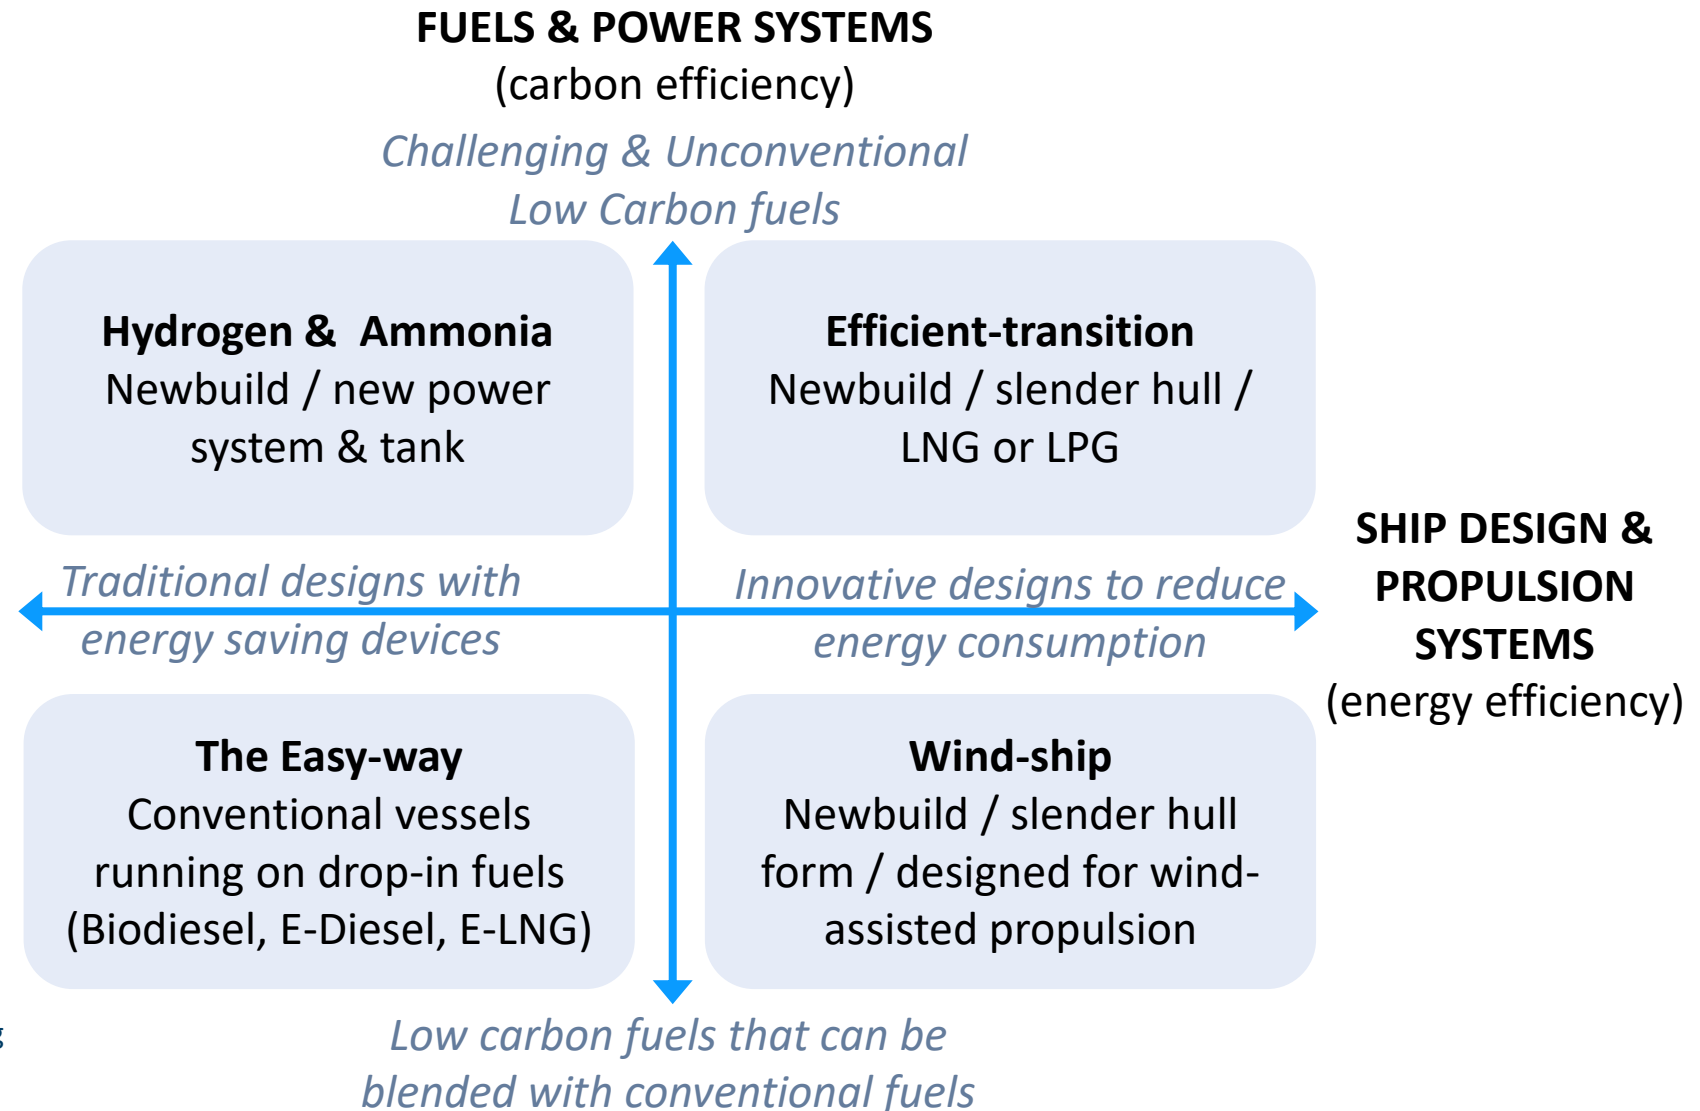 FUELS & POWER SYSTEMS
(carbon efficiency)
Challenging & Unconventional
Low Carbon fuels
Hydrogen & Ammonia
Newbuild / new power
system & tank
Efficient-transition
Newbuild / slender hull /
LNG or LPG
Traditional designs with
energy saving devices
Innovative designs to reduce
energy consumption
SHIP DESIGN &
PROPULSION
SYSTEMS
(energy efficiency)
The Easy-way
Conventional vessels
running on drop-in fuels
(Biodiesel, E-Diesel, E-LNG)
Wind-ship
Newbuild / slender hull
form / designed for wind-
assisted propulsion
Low carbon fuels that can be
blended with conventional fuels